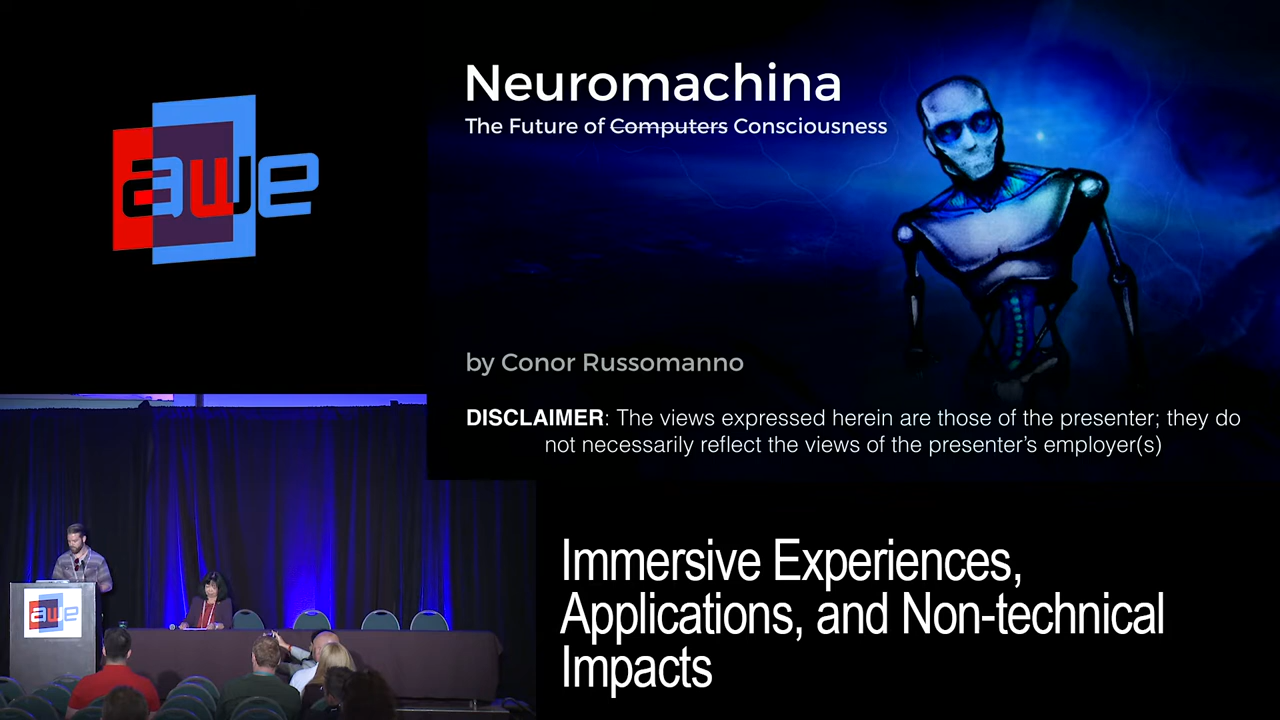 awe
Neuromachina
The Future of Computers Consciousness
by Conor Russomanno
DISCLAIMER: The views expressed herein are those of the presenter; they do
not necessarily reflect the views of the presenter's employer(s)
awe
Immersive Experiences,
Applications, and Non-technical
Impacts